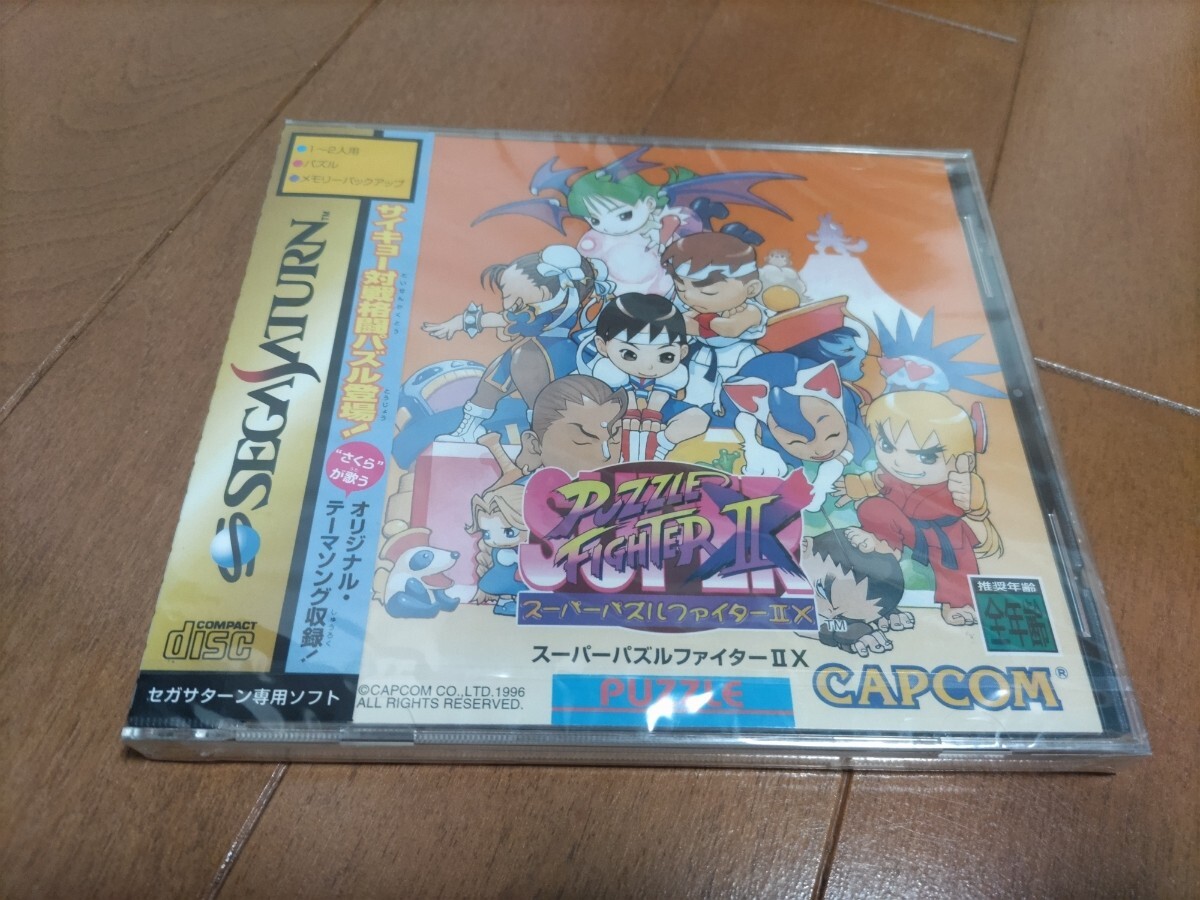 1～2人用
パズル
メモリーバックアップ
SEGA SATURN™
サイキョー対戦格闘パズル登場!
“さくら”
が歌う
オリジナル・
テーマソング収録!
COMPACT
disc
セガサターン専用ソフト
SUPER
PUZZLE
FIGHTER II X
スーパーパズルファイターⅡX
TM
スーパーパズルファイターⅡX
©CAPCOM CO.,LTD.1996
ALL RIGHTS RESERVED.
PUZZLE
推奨年齢
全年齢
CAPCOM®